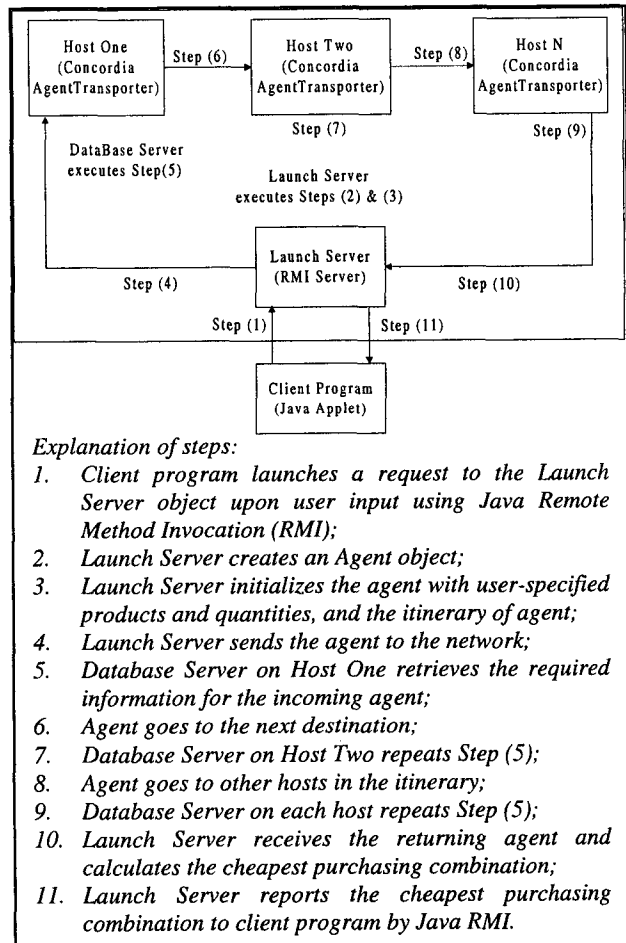 Host One
(Concordia
AgentTransporter)
Step (6)
Host Two
(Concordia
AgentTransporter)
Step (8)
Host N
(Concordia
AgentTransporter)
Step (7)
Step (9)
DataBase Server
executes Step(5)
Launch Server
executes Steps (2) & (3)
Launch Server
(RMI Server)
Step (4)
Step (10)
Step (1)
Step (11)
Client Program
(Java Applet)
Explanation of steps:
1. Client program launches a request to the Launch
Server object upon user input using Java Remote
Method Invocation (RMI);
2. Launch Server creates an Agent object;
3. Launch Server initializes the agent with user-specified
products and quantities, and the itinerary of agent;
4. Launch Server sends the agent to the network;
5. Database Server on Host One retrieves the required
information for the incoming agent;
6. Agent goes to the next destination;
7. Database Server on Host Two repeats Step (5);
8. Agent goes to other hosts in the itinerary;
9. Database Server on each host repeats Step (5);
10. Launch Server receives the returning agent and
calculates the cheapest purchasing combination;
11. Launch Server reports the cheapest purchasing
combination to client program by Java RMI.